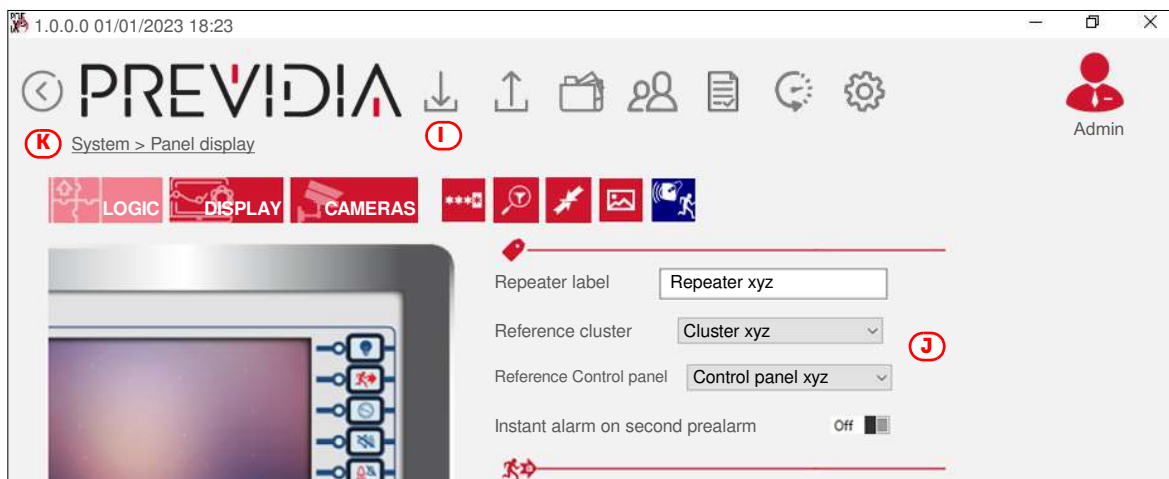 1.0.0.0 01/01/2023 18:23
PREVIDIA
I
Admin
K
System > Panel display
LOGIC
DISPLAY
CAMERAS
Repeater label
Repeater xyz
Reference cluster
Cluster xyz
J
Reference Control panel
Control panel xyz
Instant alarm on second prealarm
Off